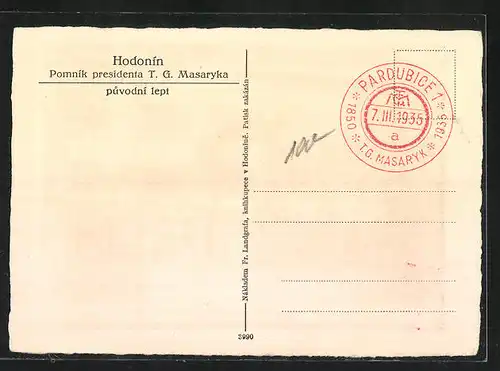 Hodonín
Pomník presidenta T. G. Masaryka
původní lept
Nákladem Fr. Landgrafa, knihkupece v Hodoníně. Patisk zakázán
3990
PARDUBICE 1
7.III.1935
a
* 1850 * T.G. MASARYK * 1935